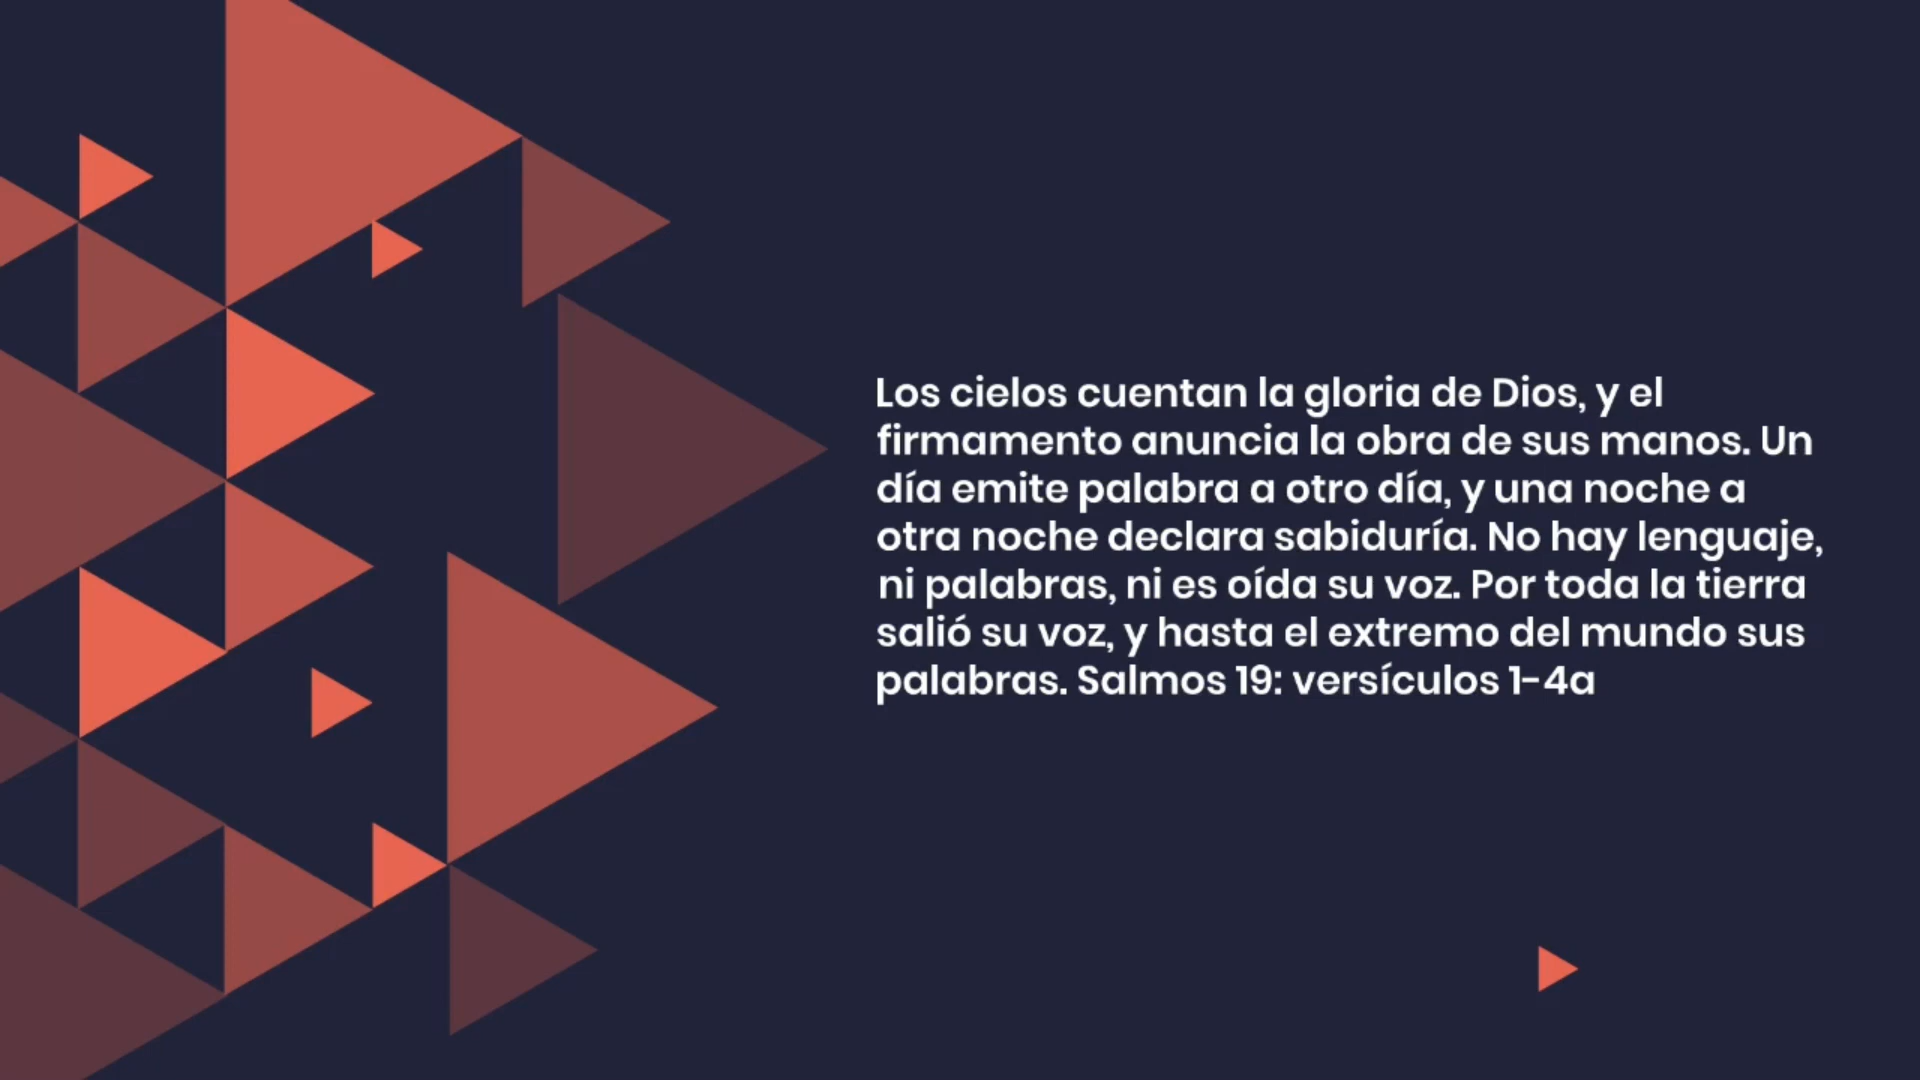 Los cielos cuentan la gloria de Dios, y el
firmamento anuncia la obra de sus manos. Un
día emite palabra a otro día, y una noche a
otra noche declara sabiduría. No hay lenguaje,
ni palabras, ni es oída su voz. Por toda la tierra
salió su voz, y hasta el extremo del mundo sus
palabras. Salmos 19: versículos 1-4a